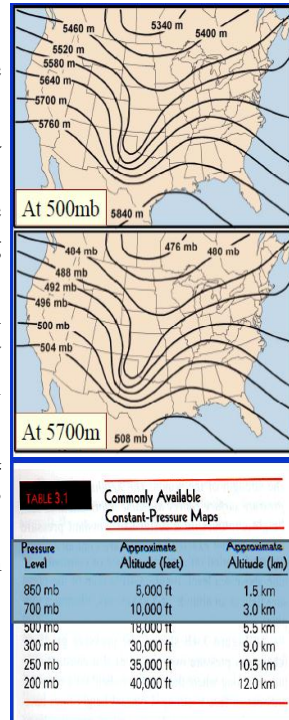 5460 m
5340 m
5400 m
5520 m
5580 m
5640 m
5700 m
5760 m
At 500mb
5840 m
484 mb
476 mb
480 mb
488 mb
492 mb
496 mb
500 mb
504 mb
At 5700m
508 mb
TABLE 3.1
Commonly Available
Constant-Pressure Maps
Pressure Level Approximate Altitude (feet) Approximate Altitude (km)
850 mb 5,000 ft 1.5 km
700 mb 10,000 ft 3.0 km
500 mb 18,000 ft 5.5 km
300 mb 30,000 ft 9.0 km
250 mb 35,000 ft 10.5 km
200 mb 40,000 ft 12.0 km